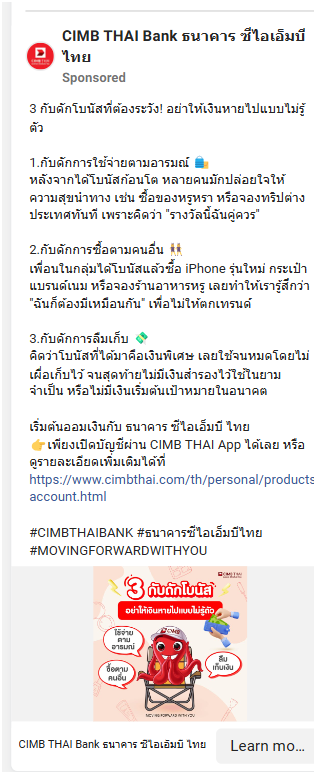 CIMB THAI Bank ธนาคาร ซีไอเอ็มบี
ไทย
Sponsored
3 กับดักโบนัสที่ต้องระวัง! อย่าให้เงินหายไปแบบไม่รู้
ตัว
1.กับดักการใช้จ่ายตามอารมณ์ 🛍️
หลังจากได้โบนัสก้อนโต หลายคนมักปล่อยใจให้
ความสุขนำทาง เช่น ซื้อของหรูหรา หรือจองทริปต่าง
ประเทศทันที เพราะคิดว่า "รางวัลนี้ฉันคู่ควร"
2.กับดักการซื้อตามคนอื่น 👯
เพื่อนในกลุ่มได้โบนัสแล้วซื้อ iPhone รุ่นใหม่ กระเป๋า
แบรนด์เนม หรือจองร้านอาหารหรู เลยทำให้เรารู้สึกว่า
"ฉันก็ต้องมีเหมือนกัน" เพื่อไม่ให้ตกเทรนด์
3.กับดักการลืมเก็บ 💸
คิดว่าโบนัสที่ได้มาคือเงินพิเศษ เลยใช้จนหมดโดยไม่
เผื่อเก็บไว้ จนสุดท้ายไม่มีเงินสำรองไว้ใช้ในยาม
จำเป็น หรือไม่มีเงินเริ่มต้นเป้าหมายในอนาคต
เริ่มต้นออมเงินกับ ธนาคาร ซีไอเอ็มบี ไทย
👉เพียงเปิดบัญชีผ่าน CIMB THAI App ได้เลย หรือ
ดูรายละเอียดเพิ่มเติมได้ที่
https://www.cimbthai.com/th/personal/products
account.html
#CIMBTHAIBANK #ธนาคารซีไอเอ็มบีไทย
#MOVINGFORWARDWITHYOU
CIMB THAI
3 กับดักโบนัส
อย่าให้เงินหายไปแบบไม่รู้ตัว
ใช้จ่าย
ตาม
อารมณ์
ซื้อตาม
คนอื่น
CIMB
ลืม
เก็บเงิน
MOVING FORWARD WITH YOU
CIMB THAI Bank ธนาคาร ซีไอเอ็มบี ไทย
Learn mo...